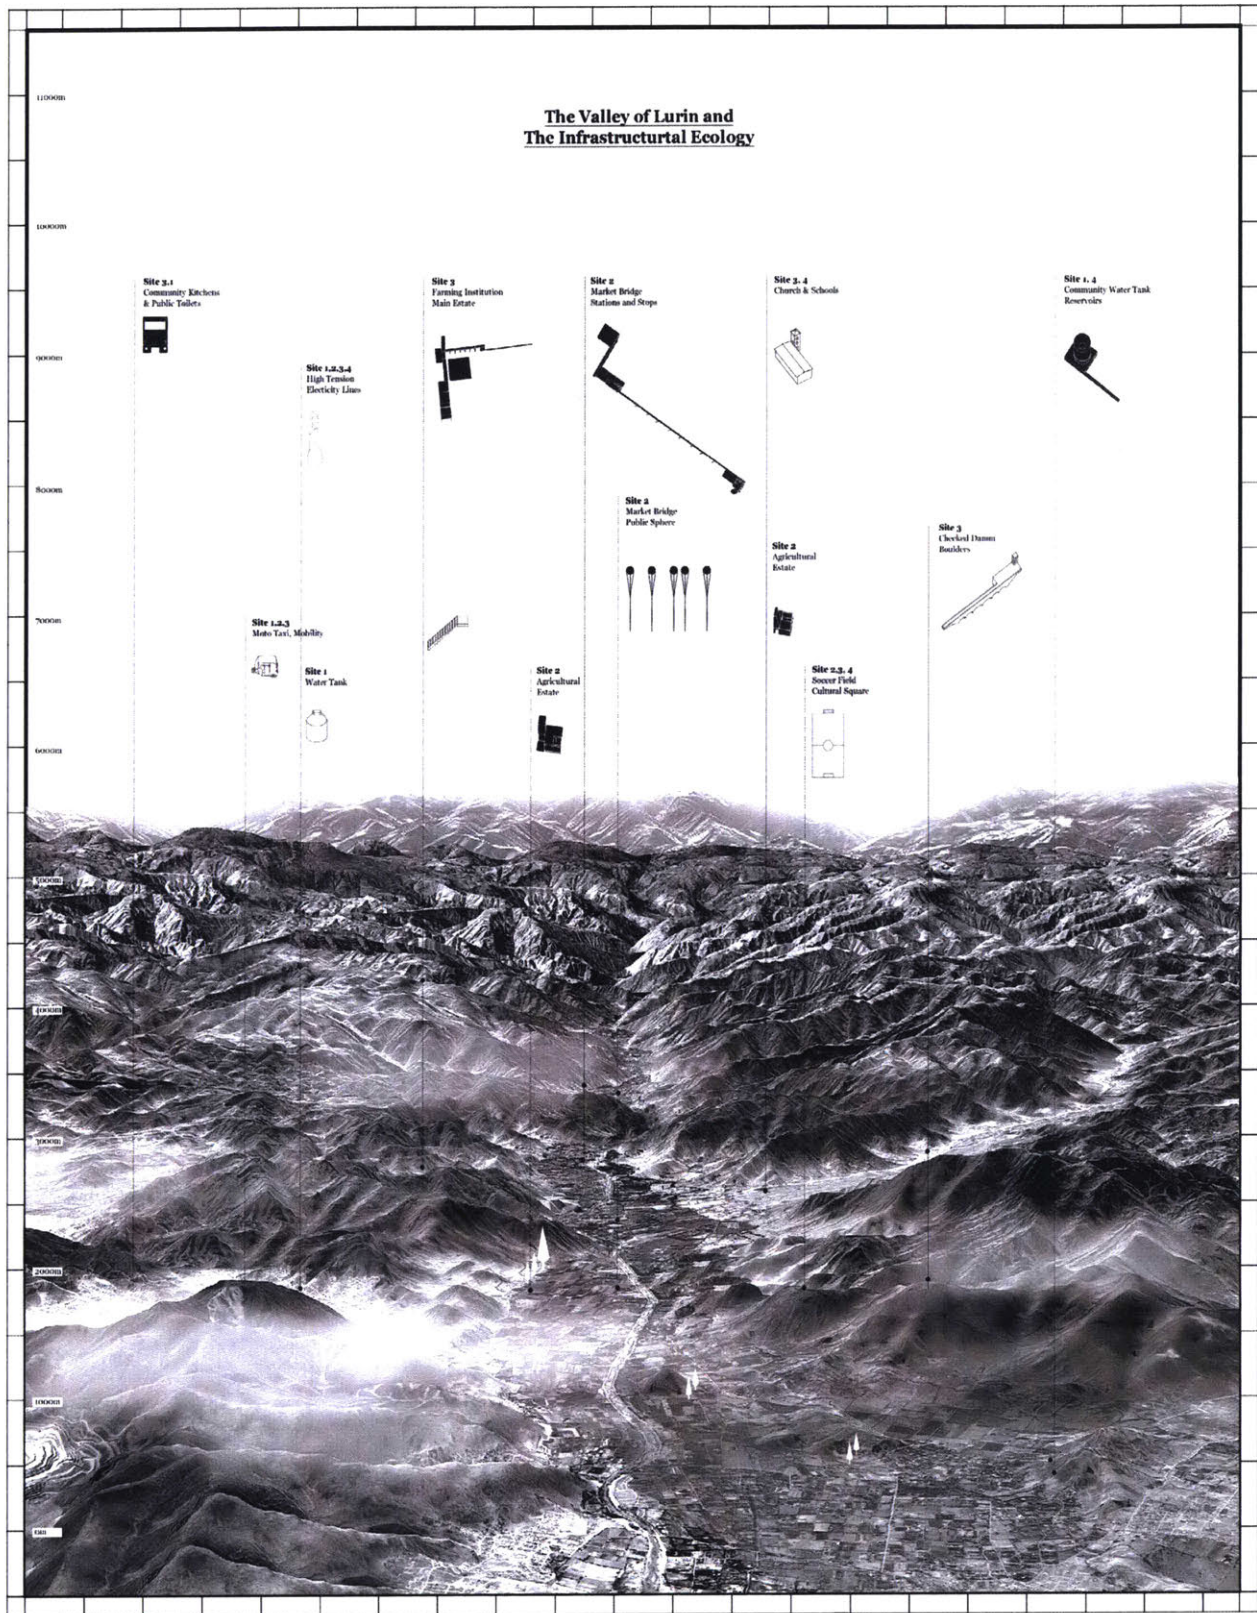 The Valley of Lurin and
The Infrastructurtal Ecology
11000m
10000m
9000m
8000m
7000m
6000m
5000m
4000m
3000m
2000m
1000m
0m
Site 3.1
Community Kitchens
& Public Toilets
Site 3
Farming Institution
Main Estate
Site 2
Market Bridge
Stations and Stops
Site 3, 4
Church & Schools
Site 1, 4
Community Water Tank
Reservoirs
Site 1,2,3,4
High Tension
Electicity Lines
Site 2
Market Bridge
Public Sphere
Site 3
Checked Damm
Boulders
Site 2
Agricultural
Estate
Site 1,2,3
Moto Taxi, Mobility
Site 1
Water Tank
Site 2
Agricultural
Estate
Site 2,3, 4
Soccer Field
Cultural Square